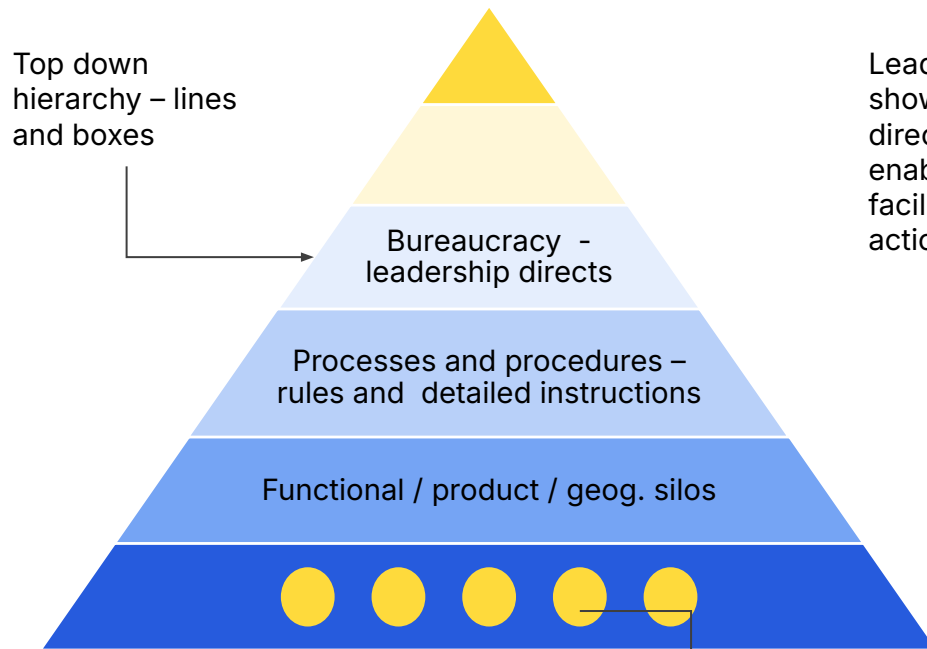 Top down
hierarchy – lines
and boxes
Bureaucracy -
leadership directs
Processes and procedures –
rules and detailed instructions
Functional / product / geog. silos